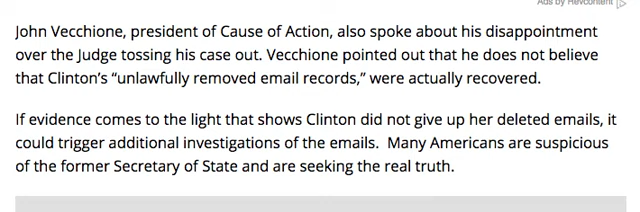 Ads by Revcontent
John Vecchione, president of Cause of Action, also spoke about his disappointment
over the Judge tossing his case out. Vecchione pointed out that he does not believe
that Clinton’s “unlawfully removed email records,” were actually recovered.
If evidence comes to the light that shows Clinton did not give up her deleted emails, it
could trigger additional investigations of the emails.  Many Americans are suspicious
of the former Secretary of State and are seeking the real truth.